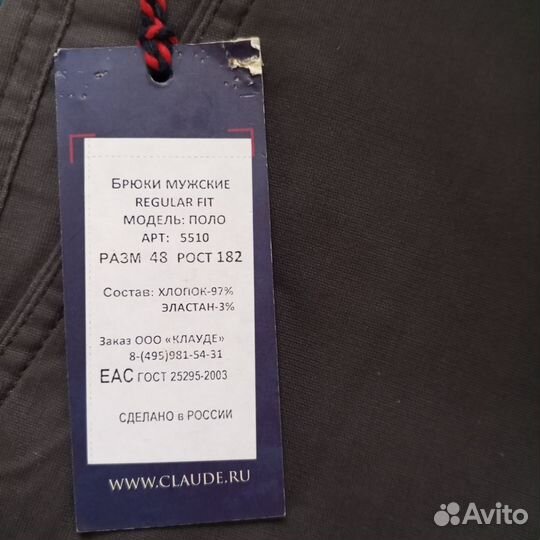 БРЮКИ МУЖСКИЕ
REGULAR FIT
МОДЕЛЬ: ПОЛО
АРТ: 5510
РАЗМ 48 РОСТ 182
Состав: ХЛОПОК-97%
ЭЛАСТАН-3%
Заказ ООО «КЛАУДЕ»
8-(495)981-54-31
ЕАС ГОСТ 25295-2003
СДЕЛАНО в РОССИИ
WWW.CLAUDE.RU
Avito